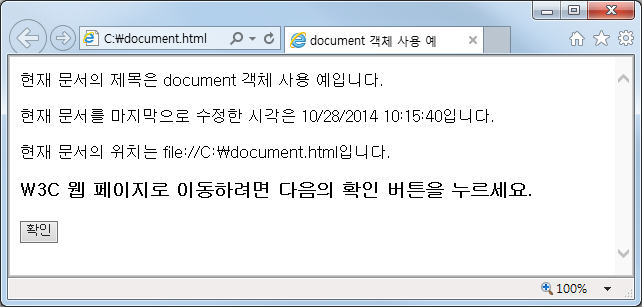 C:₩document.html
document 객체 사용 예
현재 문서의 제목은 document 객체 사용 예입니다.
현재 문서를 마지막으로 수정한 시각은 10/28/2014 10:15:40입니다.
현재 문서의 위치는 file://C:₩document.html입니다.
W3C 웹 페이지로 이동하려면 다음의 확인 버튼을 누르세요.
확인
100%